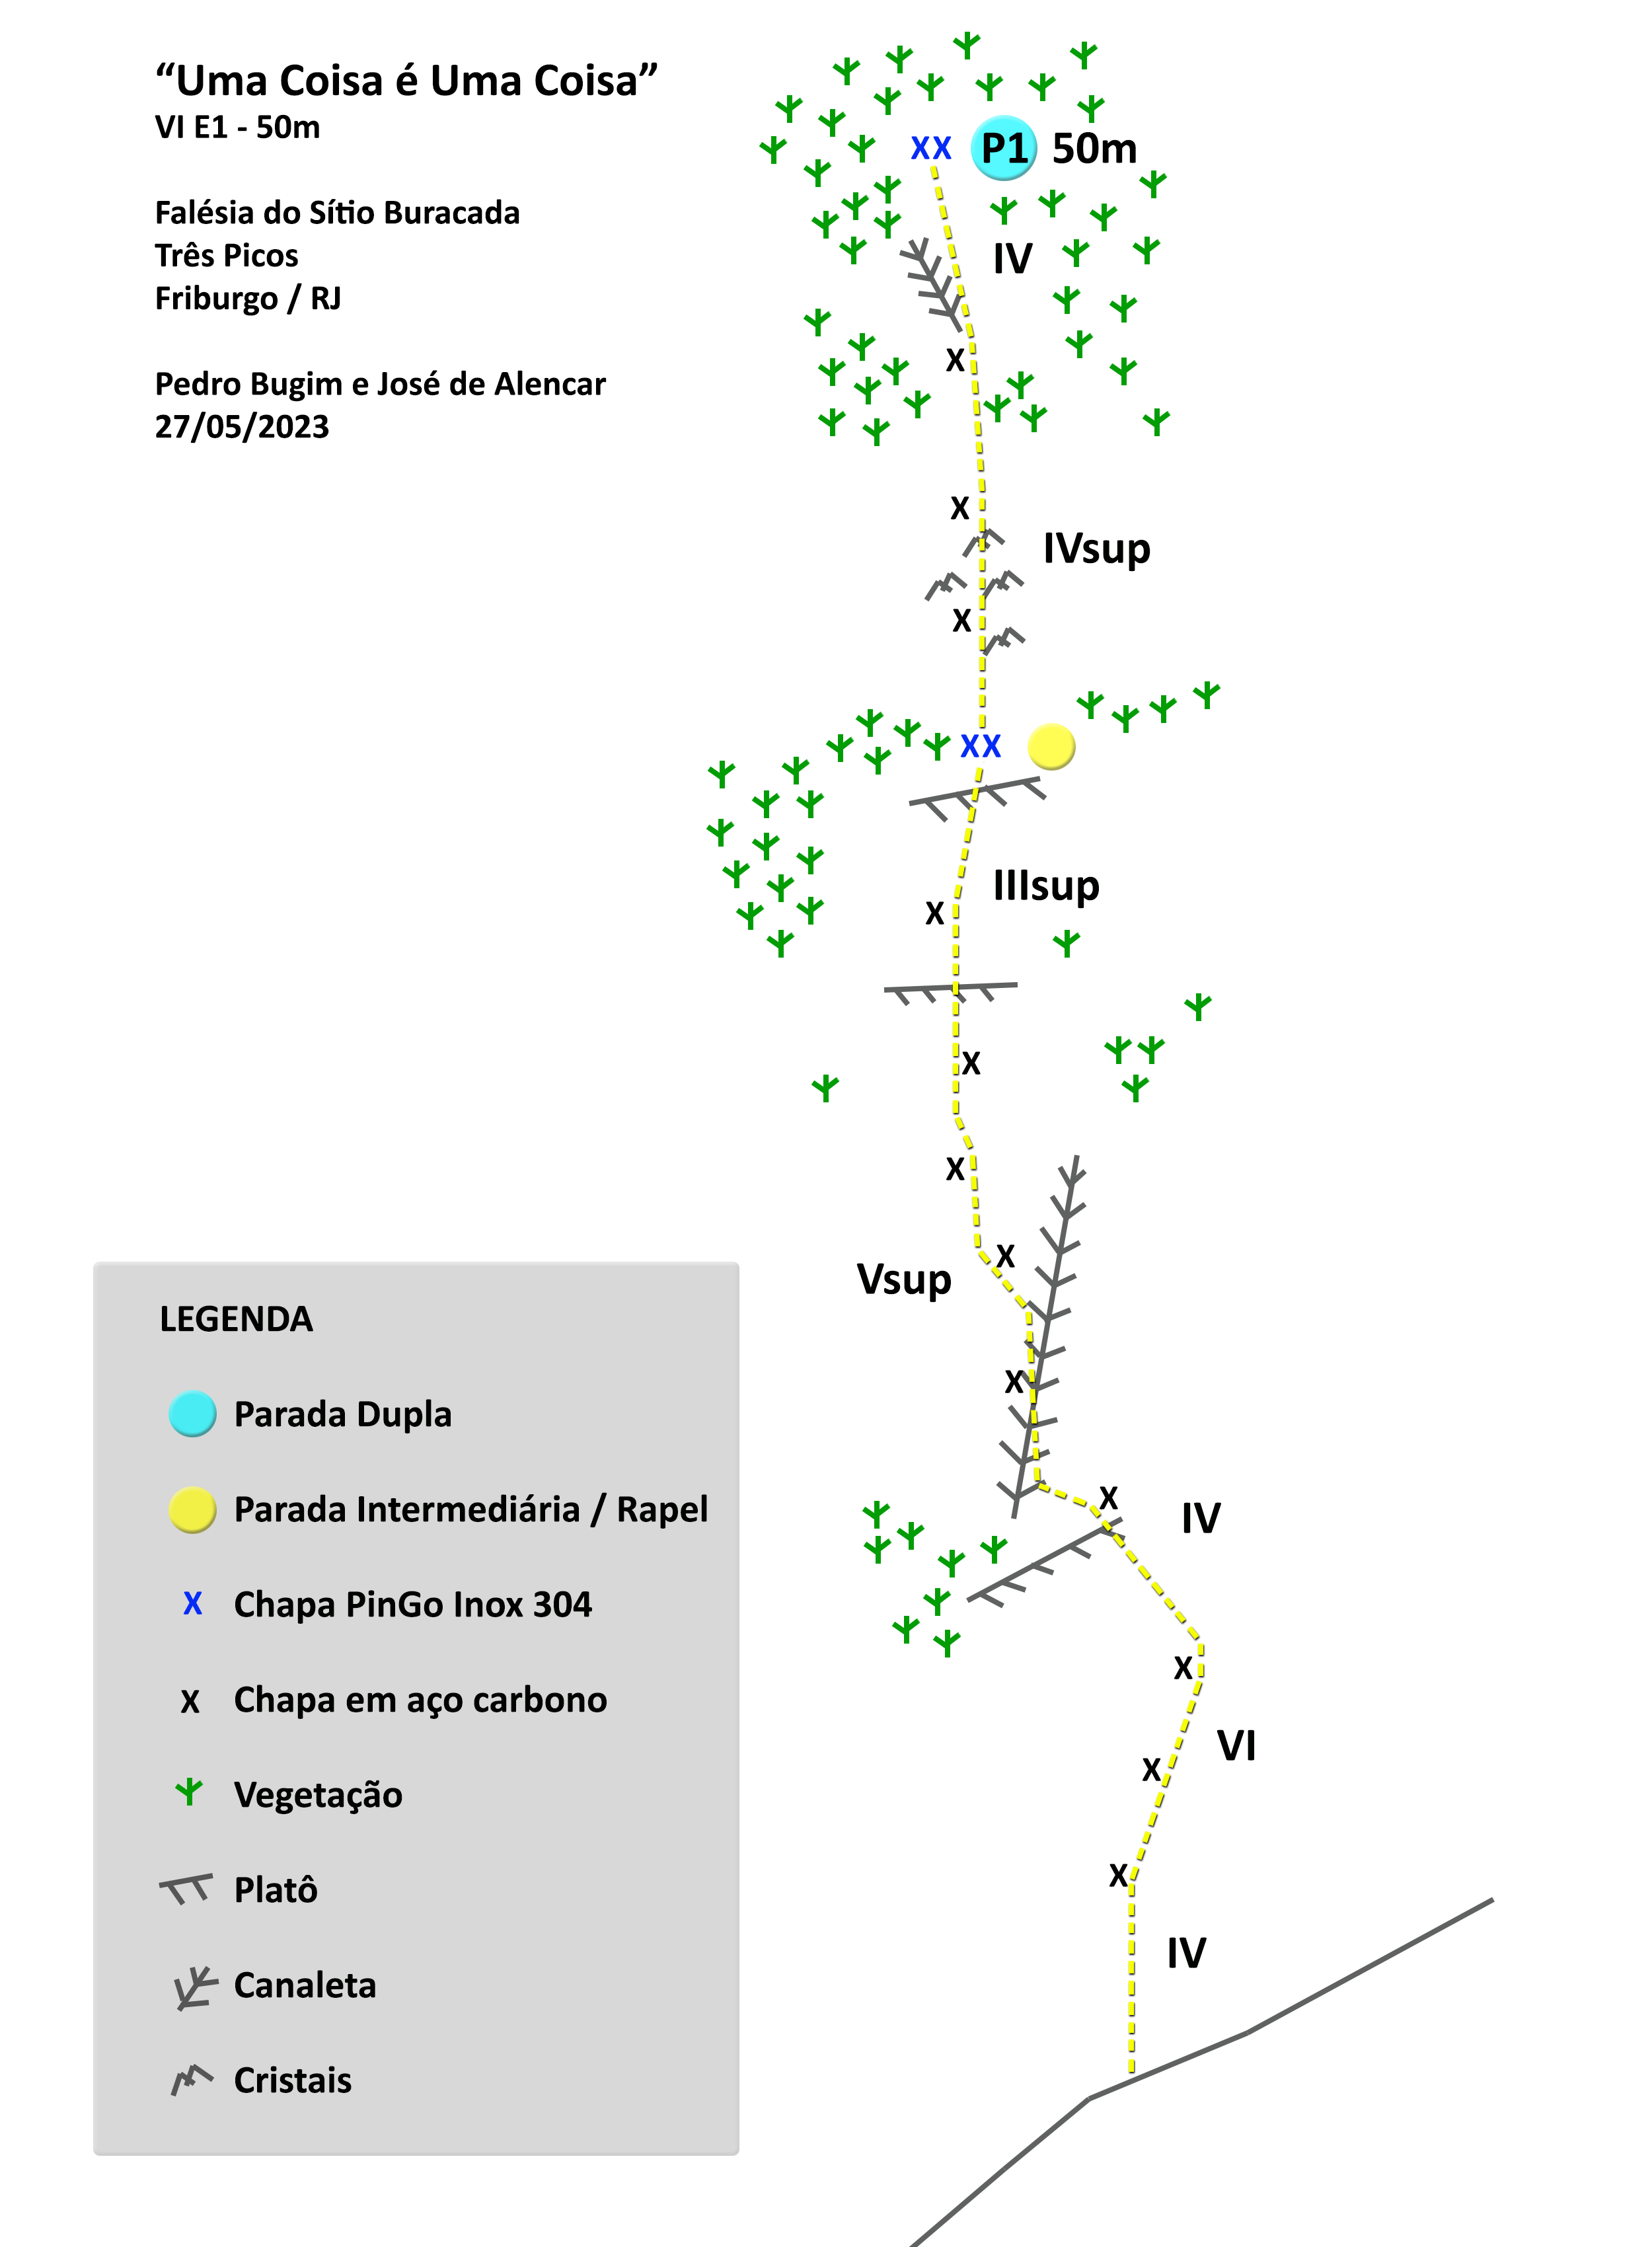 “Uma Coisa é Uma Coisa”
VI E1 - 50m
Falésia do Sítio Buracada
Três Picos
Friburgo / RJ
Pedro Bugim e José de Alencar
27/05/2023
XX P1 50m
IV
X
X
IVsup
X
XX
IIIsup
X
X
X
X
Vsup
X
X
IV
X
VI
X
X
IV
LEGENDA
Parada Dupla
Parada Intermediária / Rapel
X Chapa PinGo Inox 304
X Chapa em aço carbono
Vegetação
Platô
Canaleta
Cristais